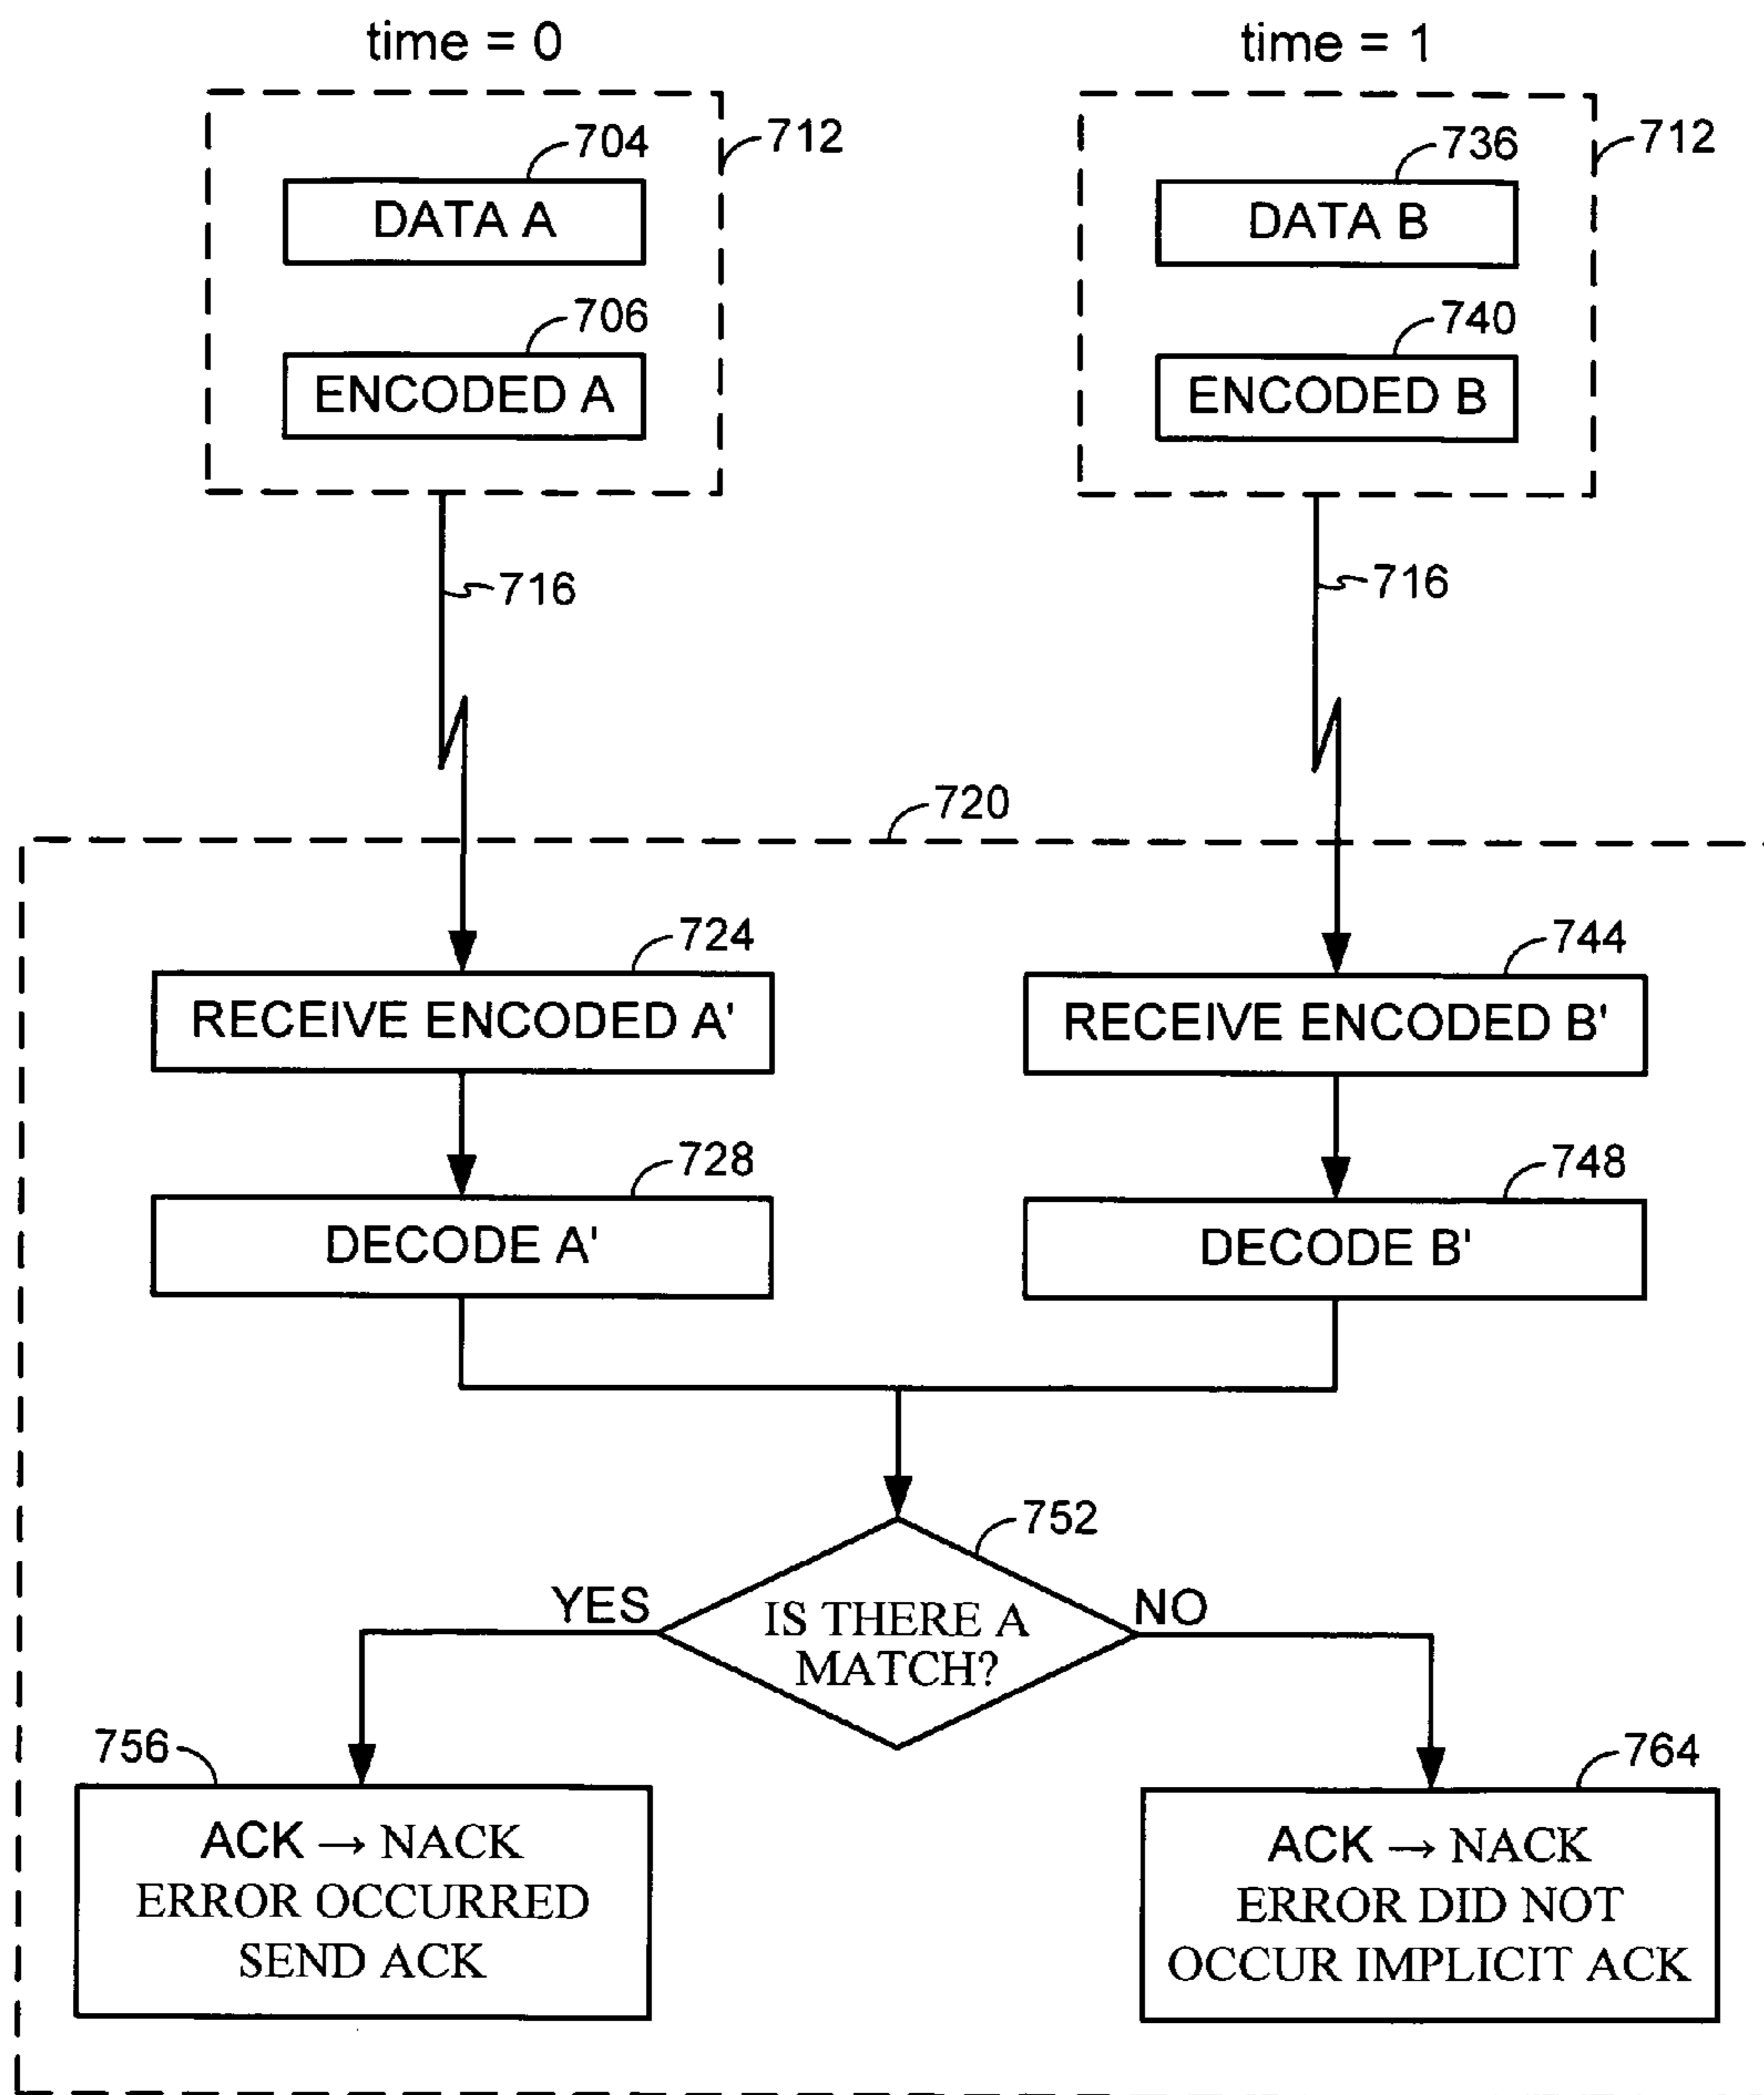 time = 0
time = 1
704
712
736
712
DATA A
DATA B
706
740
ENCODED A
ENCODED B
716
716
720
724
744
RECEIVE ENCODED A'
RECEIVE ENCODED B'
728
748
DECODE A'
DECODE B'
752
YES
NO
IS THERE A
MATCH?
756
764
ACK → NACK
ERROR OCCURRED
SEND ACK
ACK → NACK
ERROR DID NOT
OCCUR IMPLICIT ACK